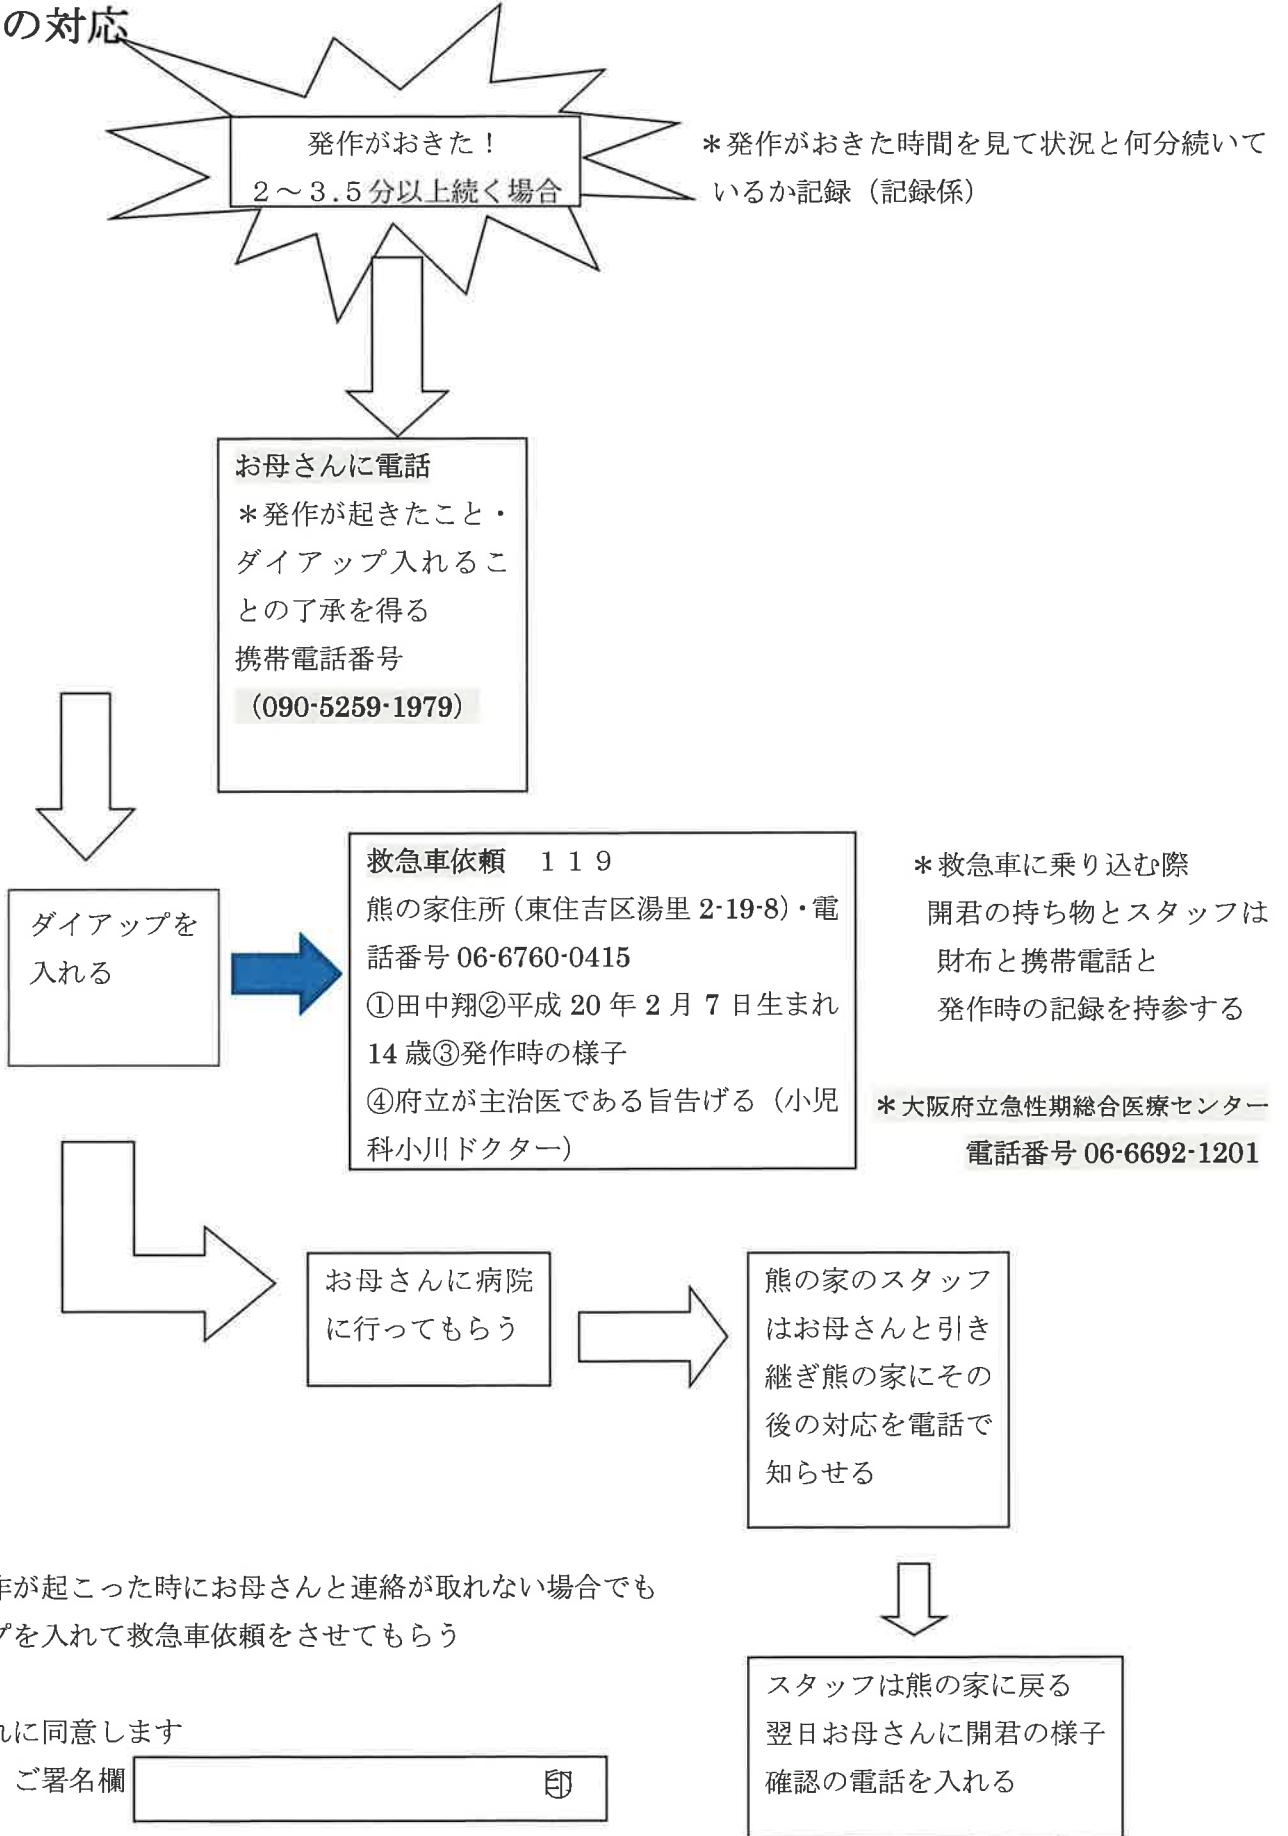 の対応
発作がおきた！
２～３.５分以上続く場合
＊発作がおきた時間を見て状況と何分続いて
いるか記録（記録係）
お母さんに電話
＊発作が起きたこと・
ダイアップ入れるこ
との了承を得る
携帯電話番号
（090-5259-1979）
ダイアップを
入れる
救急車依頼　１１９
熊の家住所（東住吉区湯里 2-19-8）・電
話番号 06-6760-0415
①田中翔②平成 20 年 2 月 7 日生まれ
14 歳③発作時の様子
④府立が主治医である旨告げる（小児
科小川ドクター）
＊救急車に乗り込む際
開君の持ち物とスタッフは
財布と携帯電話と
発作時の記録を持参する
＊大阪府立急性期総合医療センター
電話番号 06-6692-1201
お母さんに病院
に行ってもらう
熊の家のスタッフ
はお母さんと引き
継ぎ熊の家にその
後の対応を電話で
知らせる
作が起こった時にお母さんと連絡が取れない場合でも
プを入れて救急車依頼をさせてもらう
れに同意します
ご署名欄
印
スタッフは熊の家に戻る
翌日お母さんに開君の様子
確認の電話を入れる